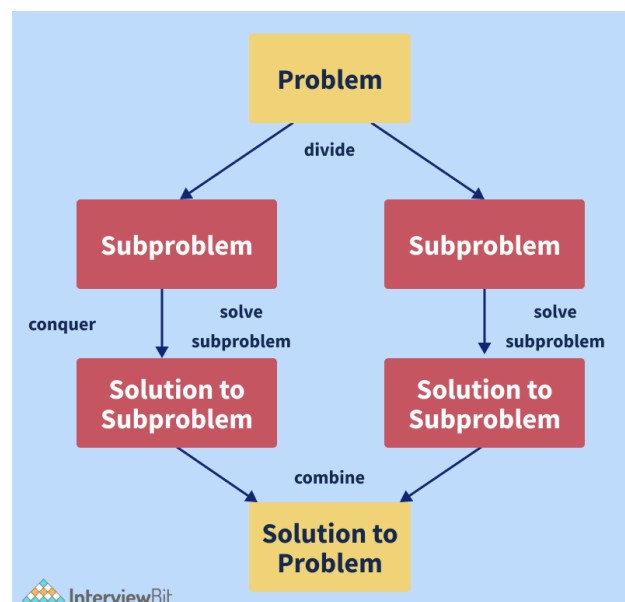 Problem
divide
Subproblem
Subproblem
conquer
solve
subproblem
solve
subproblem
Solution to
Subproblem
Solution to
Subproblem
combine
Solution to
Problem
InterviewBit